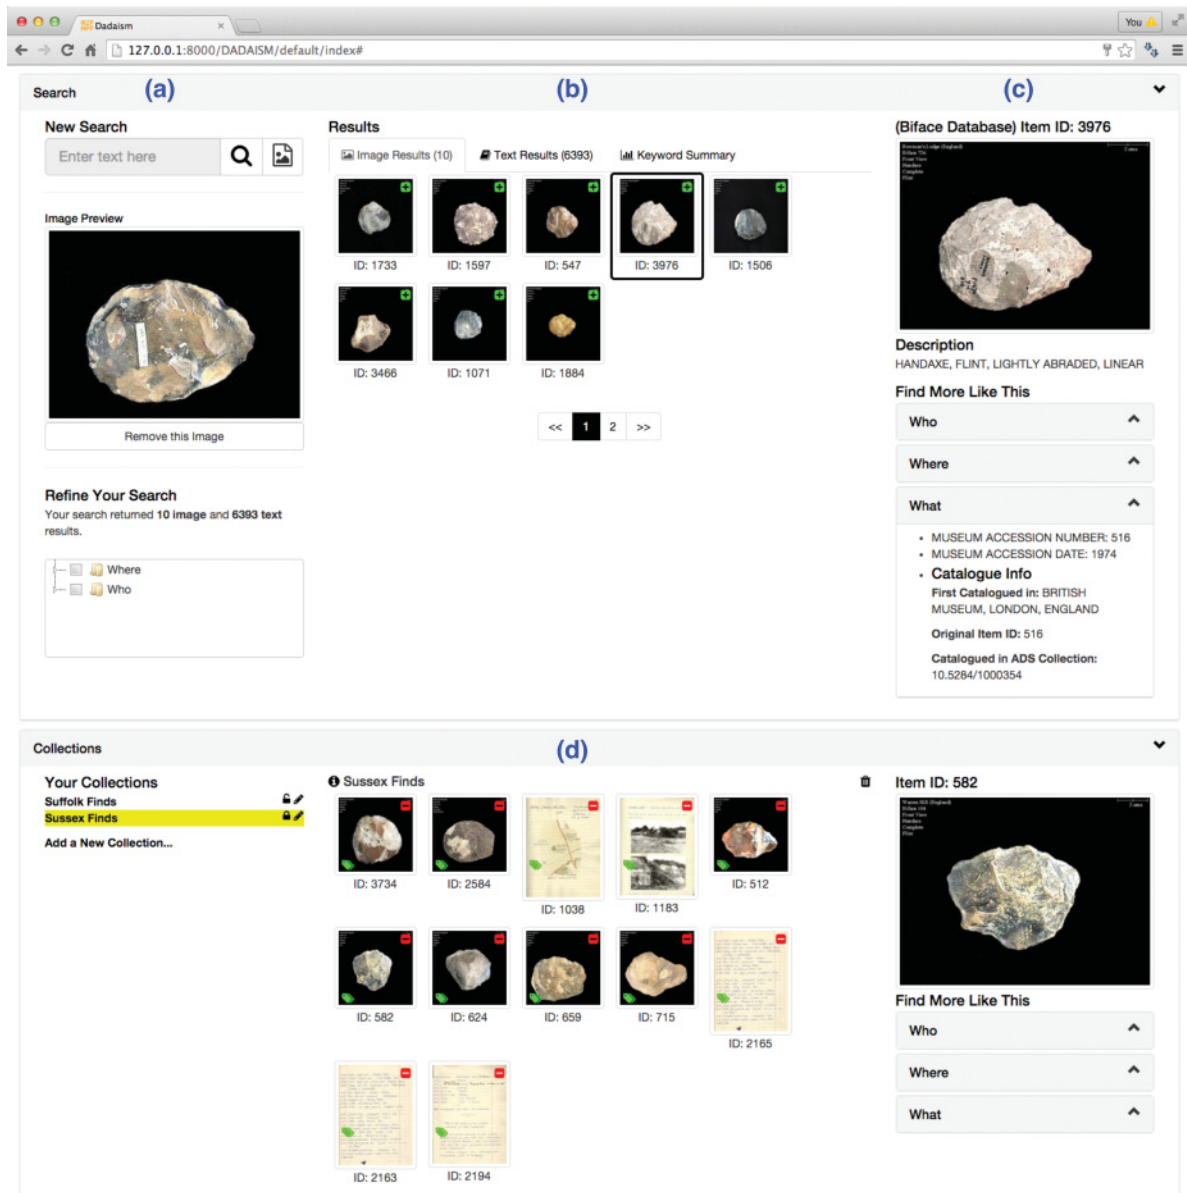 Dadaism
You
127.0.0.1:8000/DADAISM/default/index#
Search
(a)
(b)
(c)
New Search
Enter text here
Image Preview
Remove this Image
Refine Your Search
Your search returned 10 image and 6393 text
results.
Where
Who
Results
Image Results (10)
Text Results (6393)
Keyword Summary
ID: 1733
ID: 1597
ID: 547
ID: 3976
ID: 1506
ID: 3466
ID: 1071
ID: 1884
<< 1 2 >>
(Biface Database) Item ID: 3976
Description
HANDAXE, FLINT, LIGHTLY ABRADED, LINEAR
Find More Like This
Who
Where
What
• MUSEUM ACCESSION NUMBER: 516
• MUSEUM ACCESSION DATE: 1974
• Catalogue Info
First Catalogued in: BRITISH
MUSEUM, LONDON, ENGLAND
Original Item ID: 516
Catalogued in ADS Collection:
10.5284/1000354
Collections
(d)
Your Collections
Suffolk Finds
Sussex Finds
Add a New Collection...
Sussex Finds
ID: 3734
ID: 2584
ID: 1038
ID: 1183
ID: 512
ID: 582
ID: 624
ID: 659
ID: 715
ID: 2165
ID: 2163
ID: 2194
Item ID: 582
Find More Like This
Who
Where
What